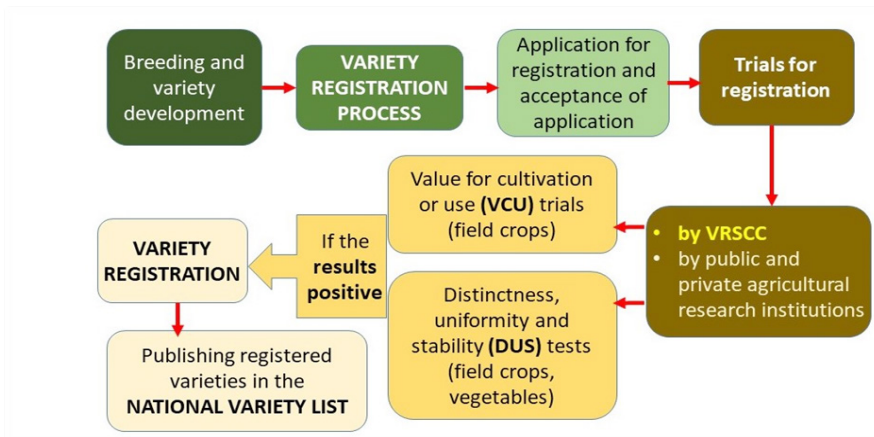 Breeding and
variety
development
VARIETY
REGISTRATION
PROCESS
Application for
registration and
acceptance of
application
Trials for
registration
• by VRSCC
• by public and
private agricultural
research institutions
Value for cultivation
or use (VCU) trials
(field crops)
Distinctness,
uniformity and
stability (DUS) tests
(field crops,
vegetables)
If the
results
positive
VARIETY
REGISTRATION
Publishing registered
varieties in the
NATIONAL VARIETY LIST